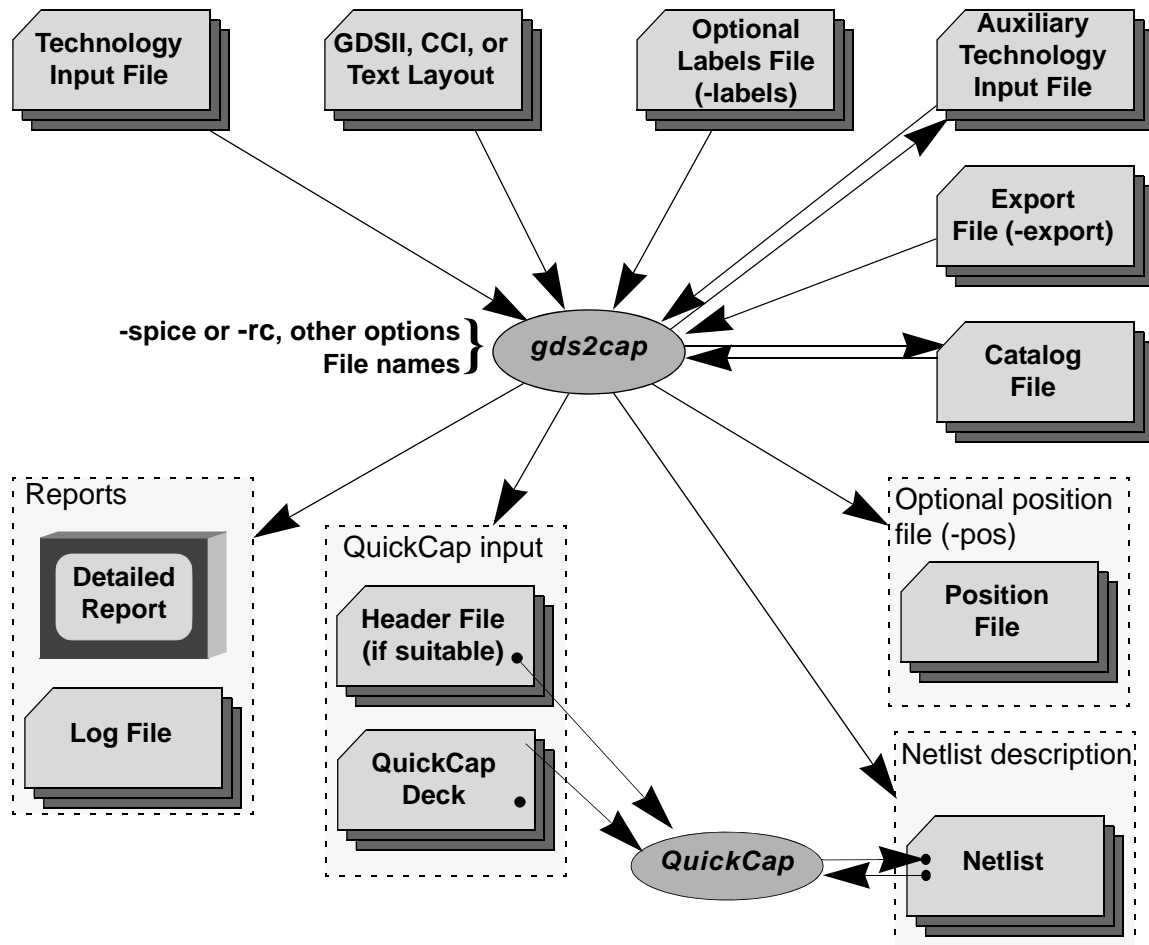 Technology
Input File
GDSII, CCI, or
Text Layout
Optional
Labels File
(-labels)
Auxiliary
Technology
Input File
Export
File (-export)
-spice or -rc, other options
File names
}
gds2cap
Catalog
File
Reports
Detailed
Report
Log File
QuickCap input
Header File
(if suitable)
QuickCap
Deck
Optional position
file (-pos)
Position
File
Netlist description
QuickCap
Netlist